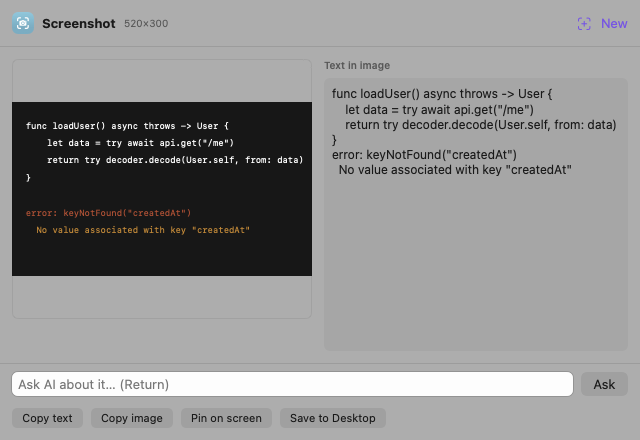 Screenshot 520×300
New
Text in image
func loadUser() async throws -> User {
    let data = try await api.get("/me")
    return try decoder.decode(User.self, from: data)
}
error: keyNotFound("createdAt")
  No value associated with key "createdAt"
func loadUser() async throws -> User {
    let data = try await api.get("/me")
    return try decoder.decode(User.self, from: data)
}
error: keyNotFound("createdAt")
  No value associated with key "createdAt"
Ask AI about it... (Return)
Ask
Copy text
Copy image
Pin on screen
Save to Desktop